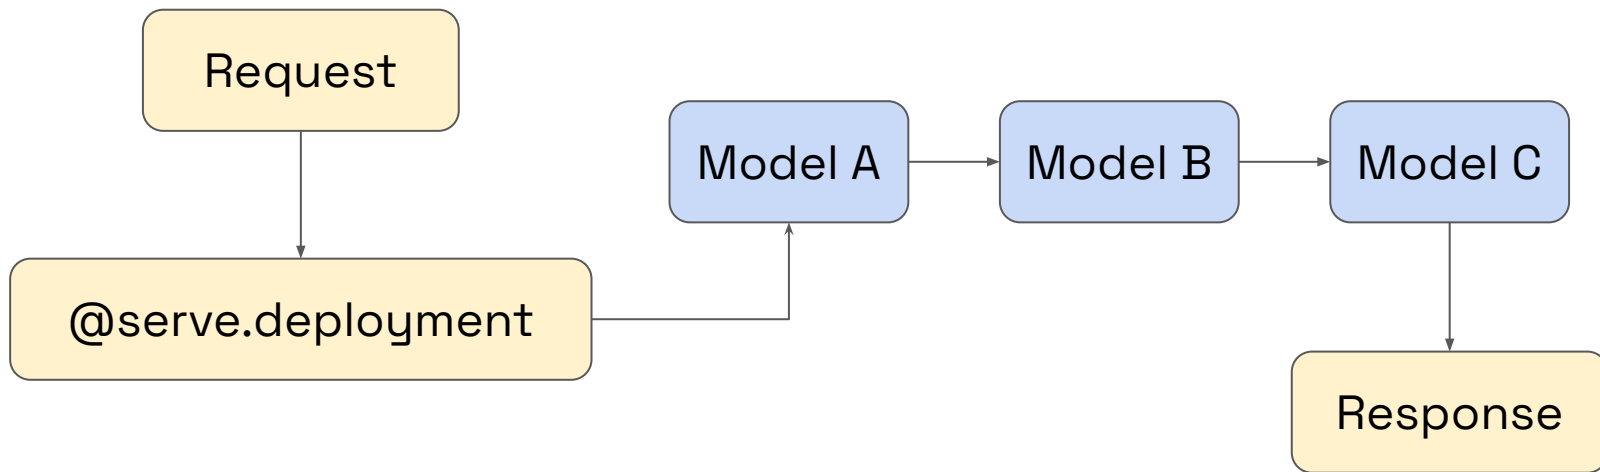 Request
@serve.deployment
Model A
Model B
Model C
Response